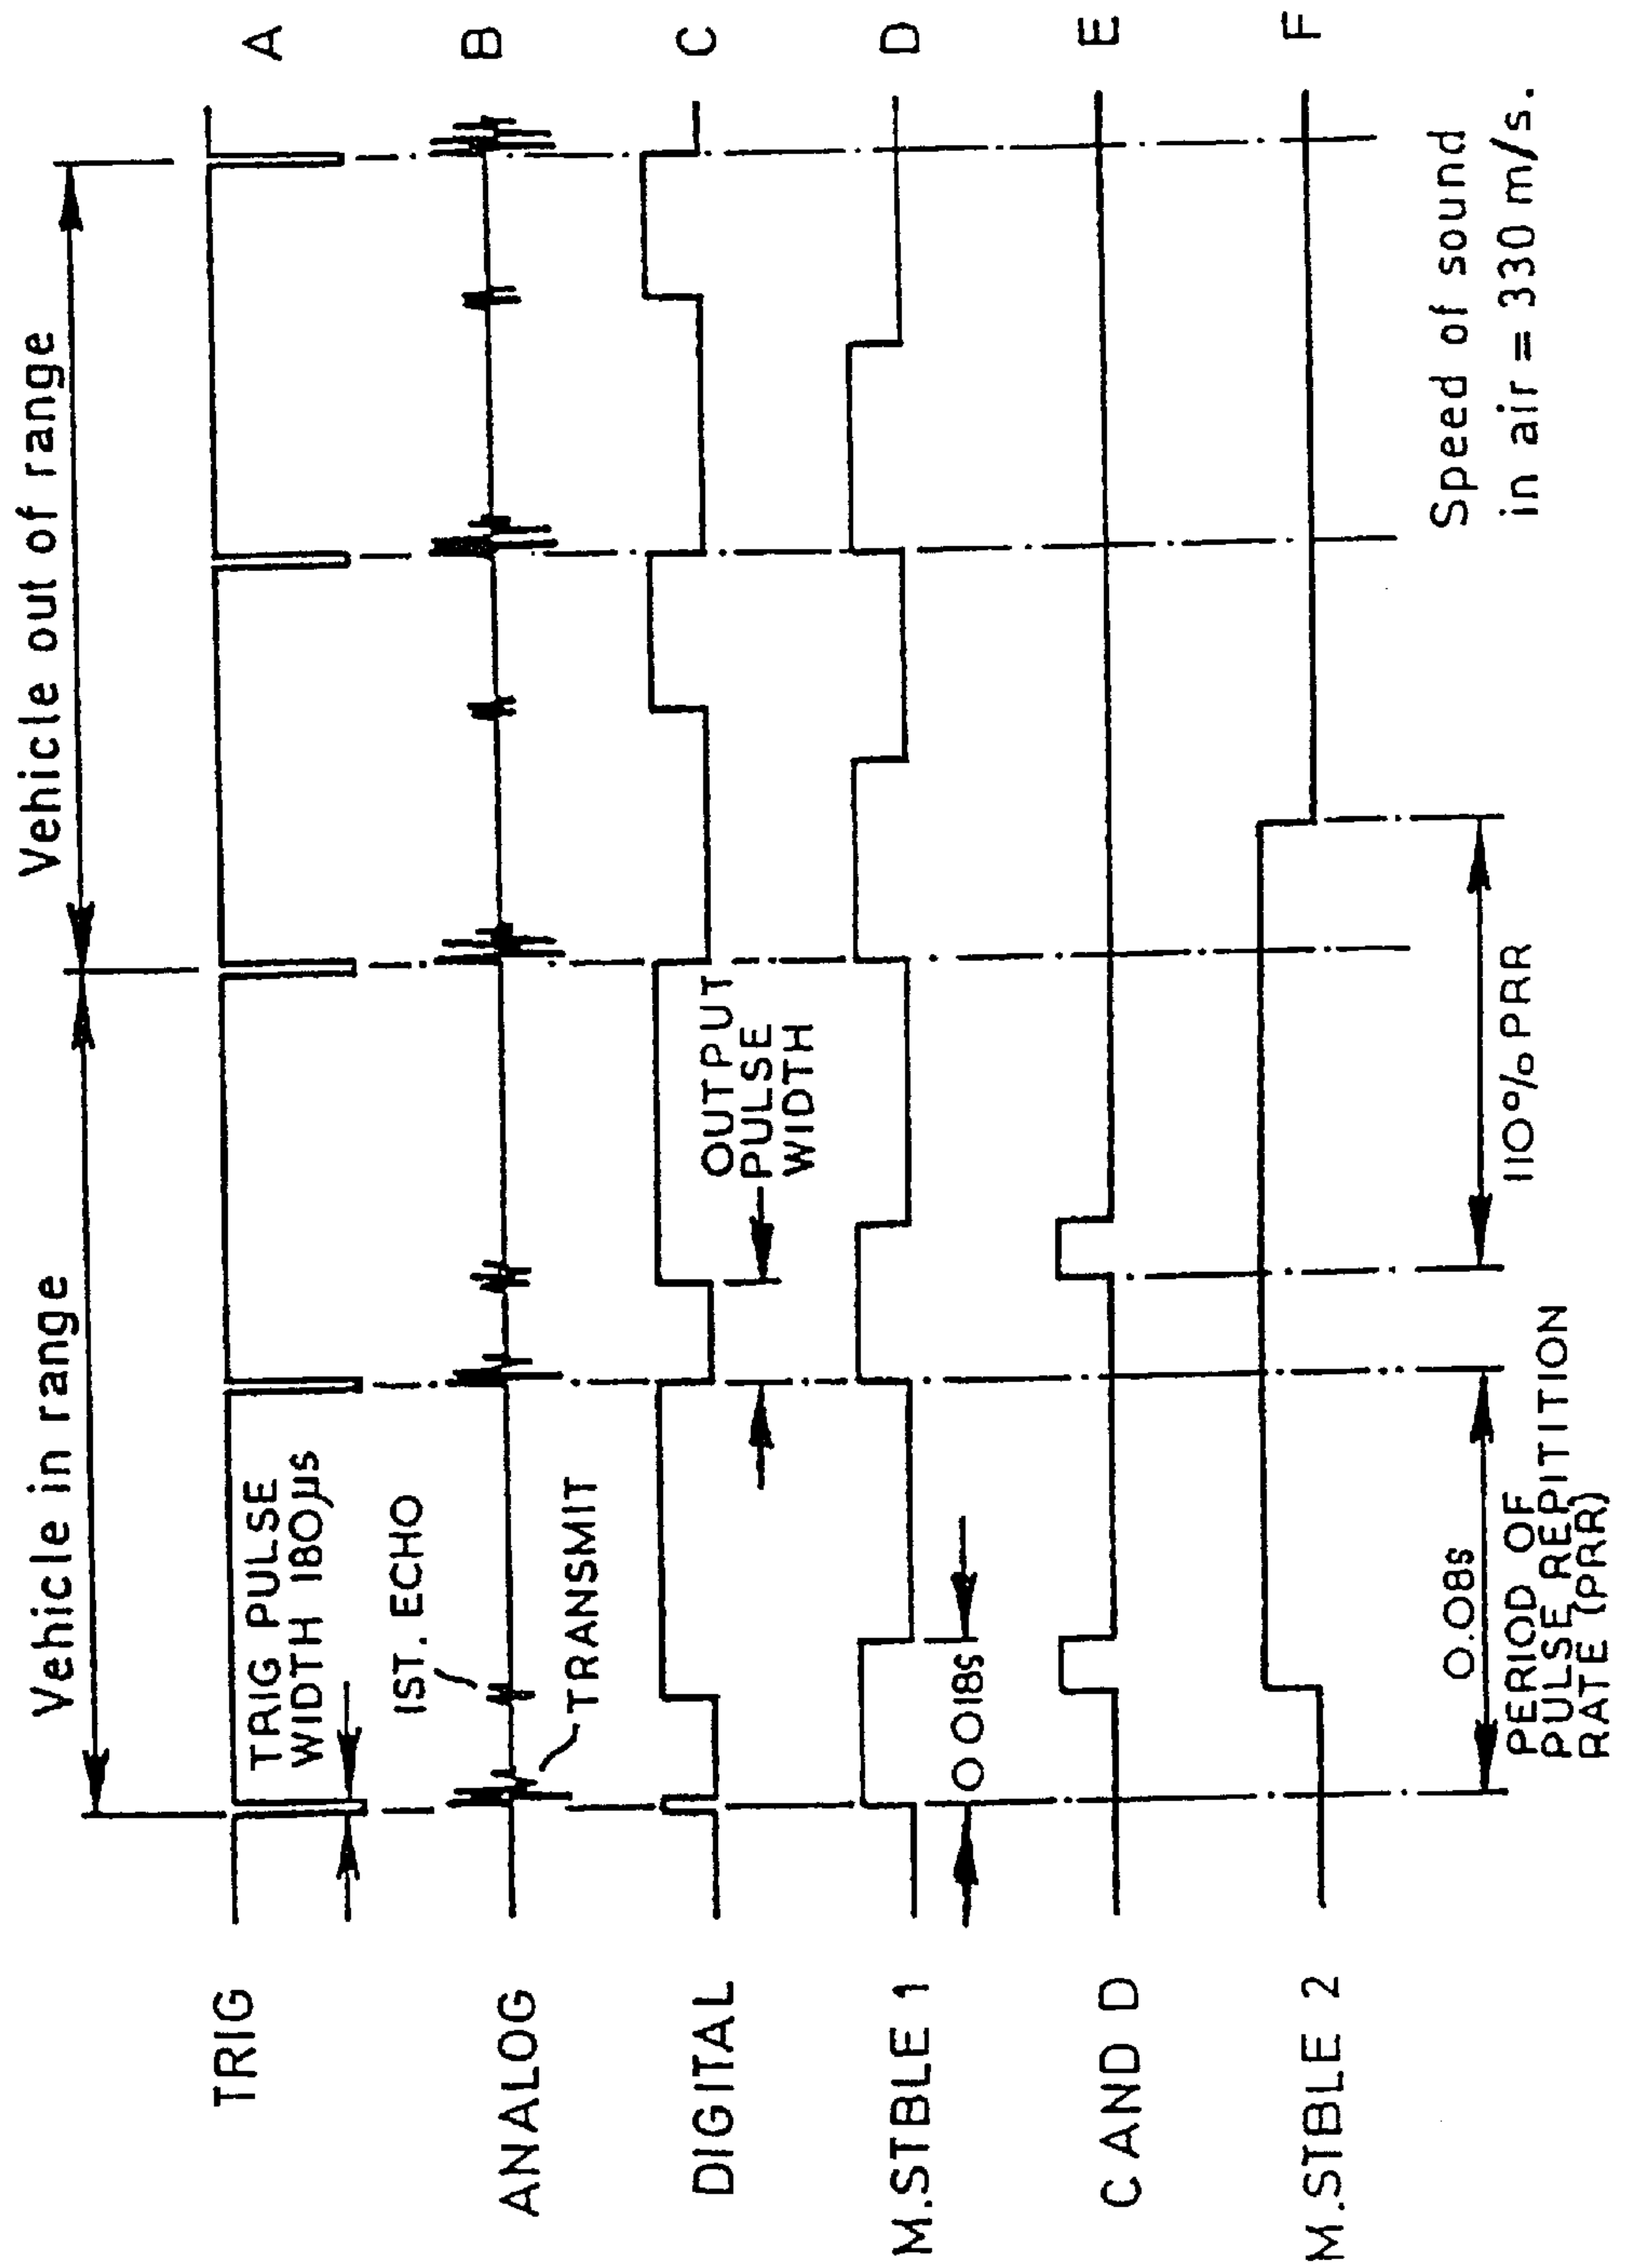 Vehicle in range
Vehicle out of range
TRIG
TRIG PULSE
WIDTH 180µs
A
ANALOG
IST. ECHO
TRANSMIT
B
DIGITAL
OUTPUT
PULSE
WIDTH
C
M.STBLE 1
0 018S
D
C AND D
E
M.STBLE 2
F
0.08S
PERIOD OF
PULSE REPITITION
RATE (PRR)
110% PRR
Speed of sound
in air = 330 m/s.